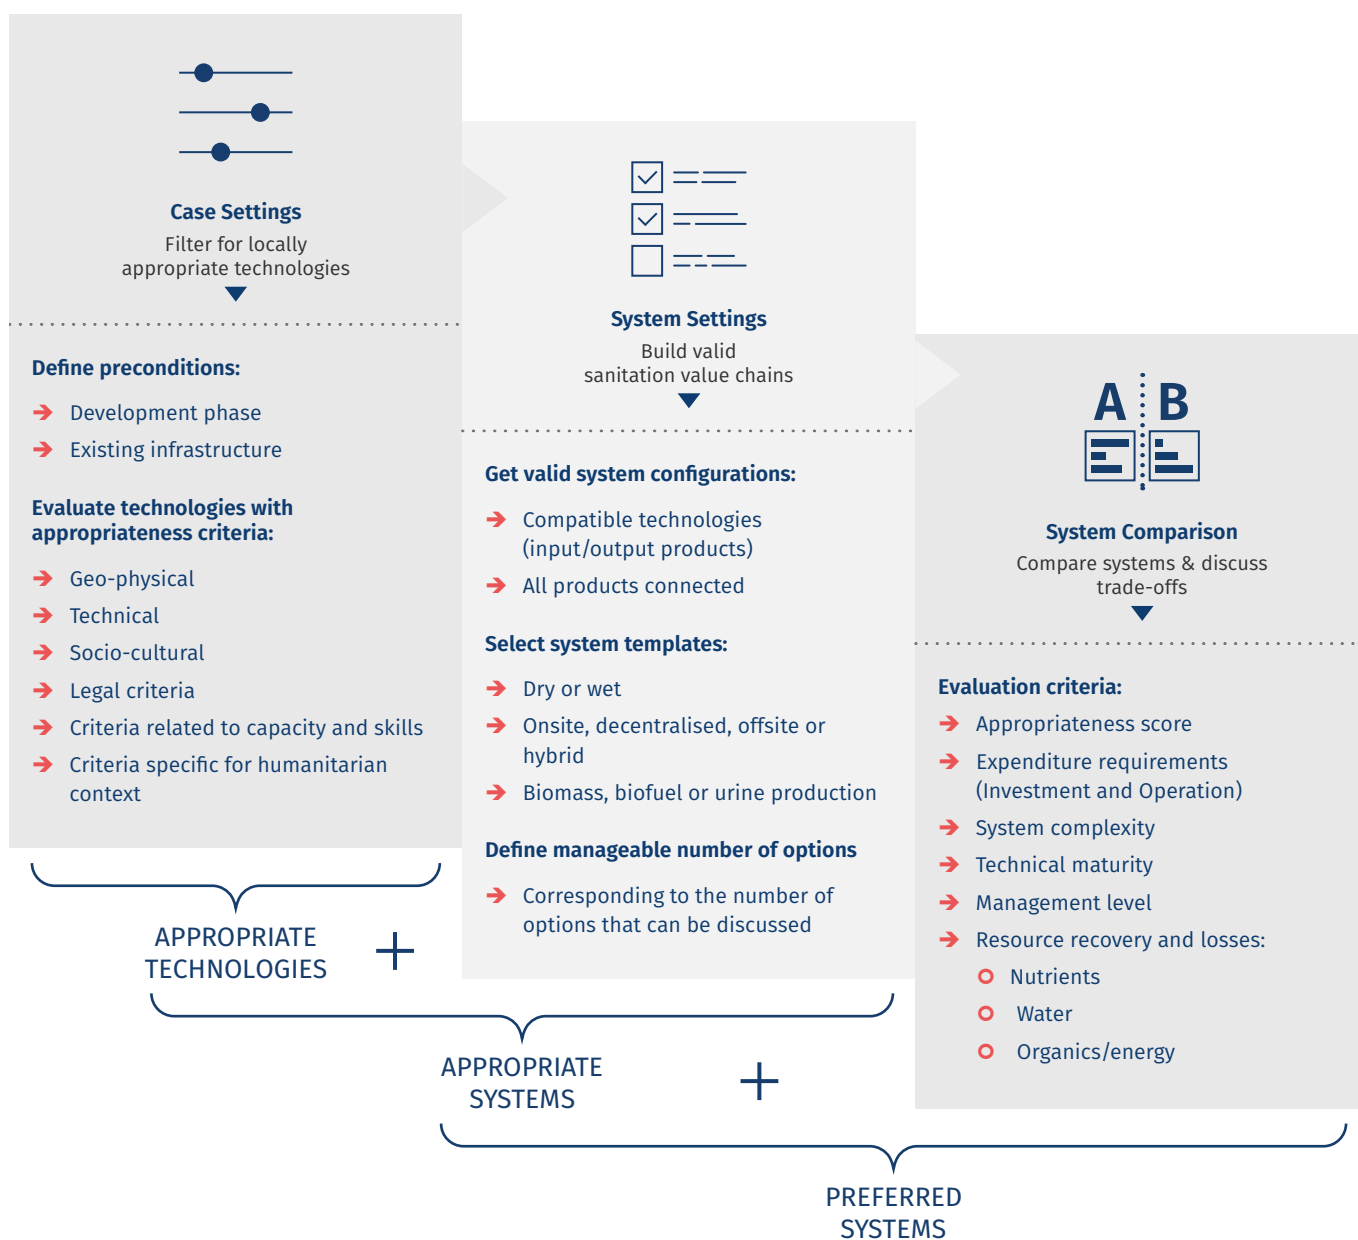 Case Settings
Filter for locally
appropriate technologies
Define preconditions:
Development phase
Existing infrastructure
Evaluate technologies with
appropriateness criteria:
Geo-physical
Technical
Socio-cultural
Legal criteria
Criteria related to capacity and skills
Criteria specific for humanitarian
context
APPROPRIATE
TECHNOLOGIES
System Settings
Build valid
sanitation value chains
Get valid system configurations:
Compatible technologies
(input/output products)
All products connected
Select system templates:
Dry or wet
Onsite, decentralised, offsite or
hybrid
Biomass, biofuel or urine production
Define manageable number of options
Corresponding to the number of
options that can be discussed
APPROPRIATE
SYSTEMS
A B
System Comparison
Compare systems & discuss
trade-offs
Evaluation criteria:
Appropriateness score
Expenditure requirements
(Investment and Operation)
System complexity
Technical maturity
Management level
Resource recovery and losses:
Nutrients
Water
Organics/energy
PREFERRED
SYSTEMS